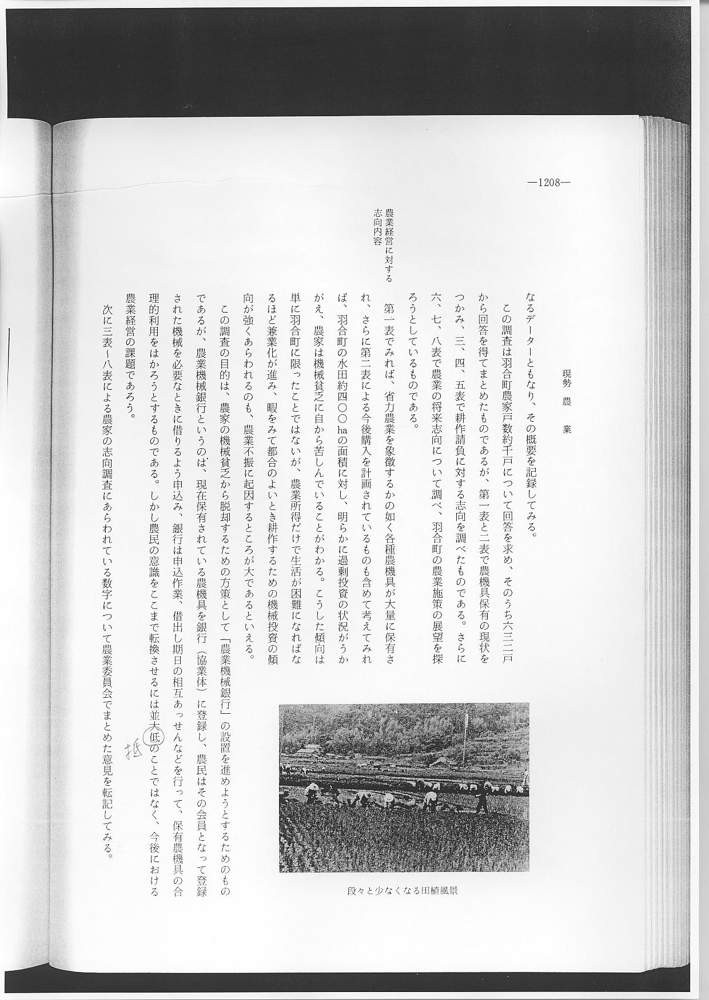 ―1208―
現勢　農　業
なるデーターともなり、その概要を記録してみる。
この調査は羽合町農家戸数約千戸について回答を求め、そのうち六三二戸
から回答を得てまとめたものであるが、第一表と二表で農機具保有の現状を
つかみ、三、四、五表で耕作請負に対する志向を調べたものである。さらに
六、七、八表で農業の将来志向について調べ、羽合町の農業施策の展望を探
ろうとしているものである。
農業経営に対する
志向内容
第一表でみれば、省力農業を象徴するかの如く各種農機具が大量に保有さ
れ、さらに第二表による今後購入を計画されているものも含めて考えてみれ
ば、羽合町の水田約四〇〇haの面積に対し、明らかに過剰投資の状況がうか
がえ、農家は機械貧乏に自から苦しんでいることがわかる。こうした傾向は
単に羽合町に限ったことではないが、農業所得だけで生活が困難になればな
るほど兼業化が進み、暇をみて都合のよいとき耕作するための機械投資の傾
向が強くあらわれるのも、農業不振に起因するところが大であるといえる。
この調査の目的は、農家の機械貧乏から脱却するための方策として「農業機械銀行」の設置を進めようとするためのもの
であるが、農業機械銀行というのは、現在保有されている農機具を銀行（協業体）に登録し、農民はその会員となって登録
された機械を必要なときに借りるよう申込み、銀行は申込作業、借出し期日の相互あっせんなどを行って、保有農機具の合
理的利用をはかろうとするものである。しかし農民の意識をここまで転換させるには並大低のことではなく、今後における
抵
農業経営の課題であろう。
次に三表〜八表による農家の志向調査にあらわれている数字について農業委員会でまとめた意見を転記してみる。
段々と少なくなる田植風景